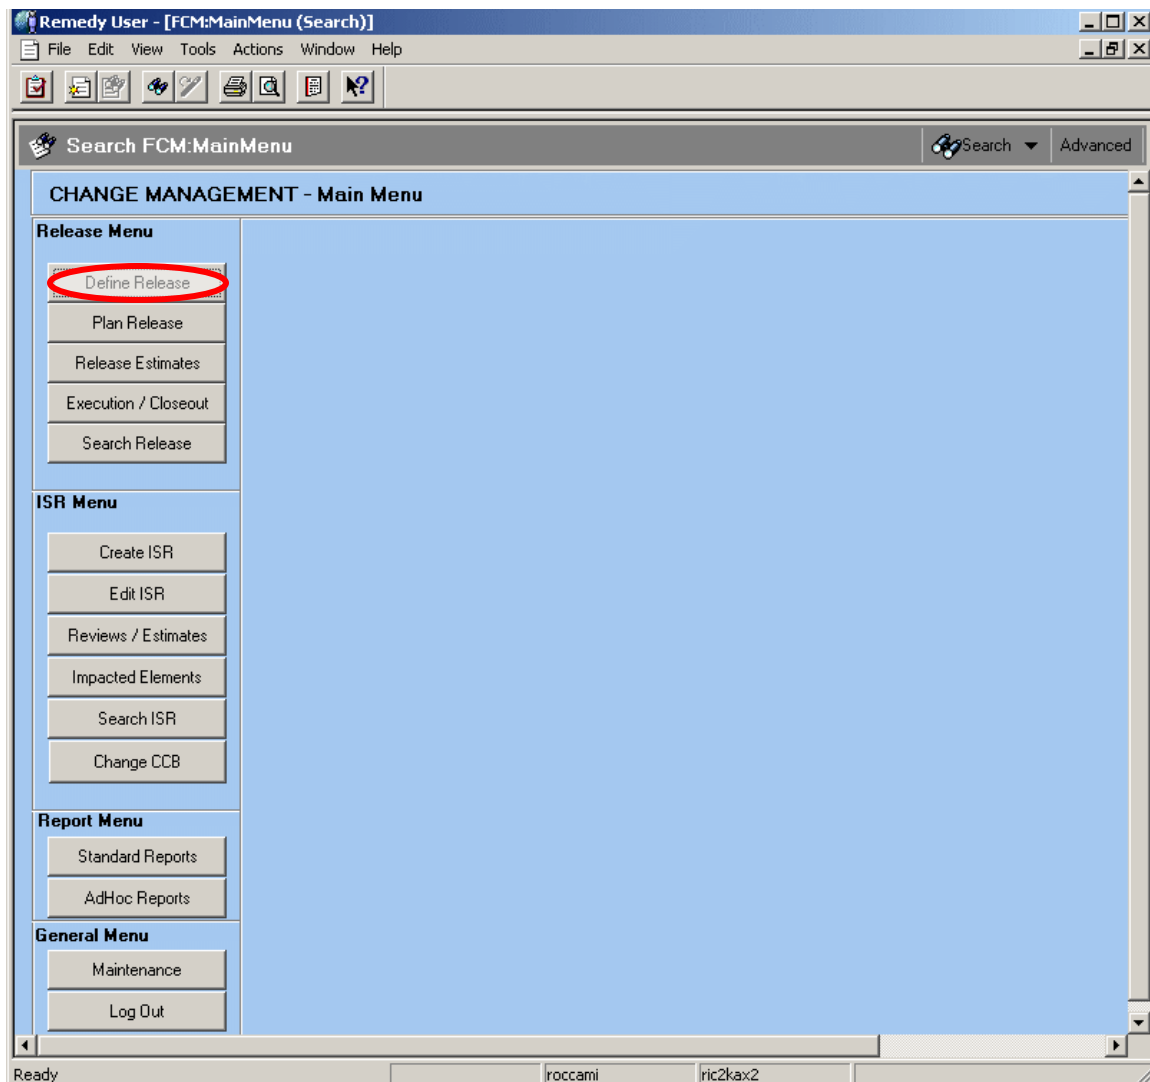 Remedy User - [FCM:MainMenu (Search)]
File Edit View Tools Actions Window Help
Search FCM:MainMenu Search Advanced
CHANGE MANAGEMENT - Main Menu
Release Menu
Define Release
Plan Release
Release Estimates
Execution / Closeout
Search Release
ISR Menu
Create ISR
Edit ISR
Reviews / Estimates
Impacted Elements
Search ISR
Change CCB
Report Menu
Standard Reports
AdHoc Reports
General Menu
Maintenance
Log Out
Ready roccami ric2kax2